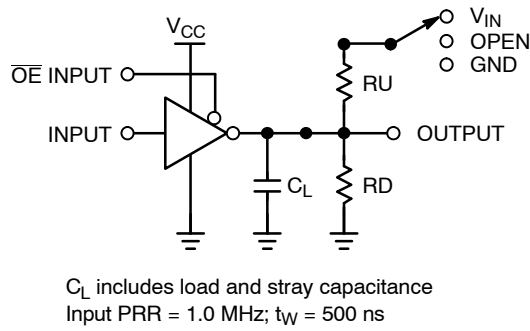 V_CC
V_IN
OPEN
GND
O̅E̅ INPUT
RU
INPUT
OUTPUT
C_L
RD
C_L includes load and stray capacitance
Input PRR = 1.0 MHz; t_W = 500 ns